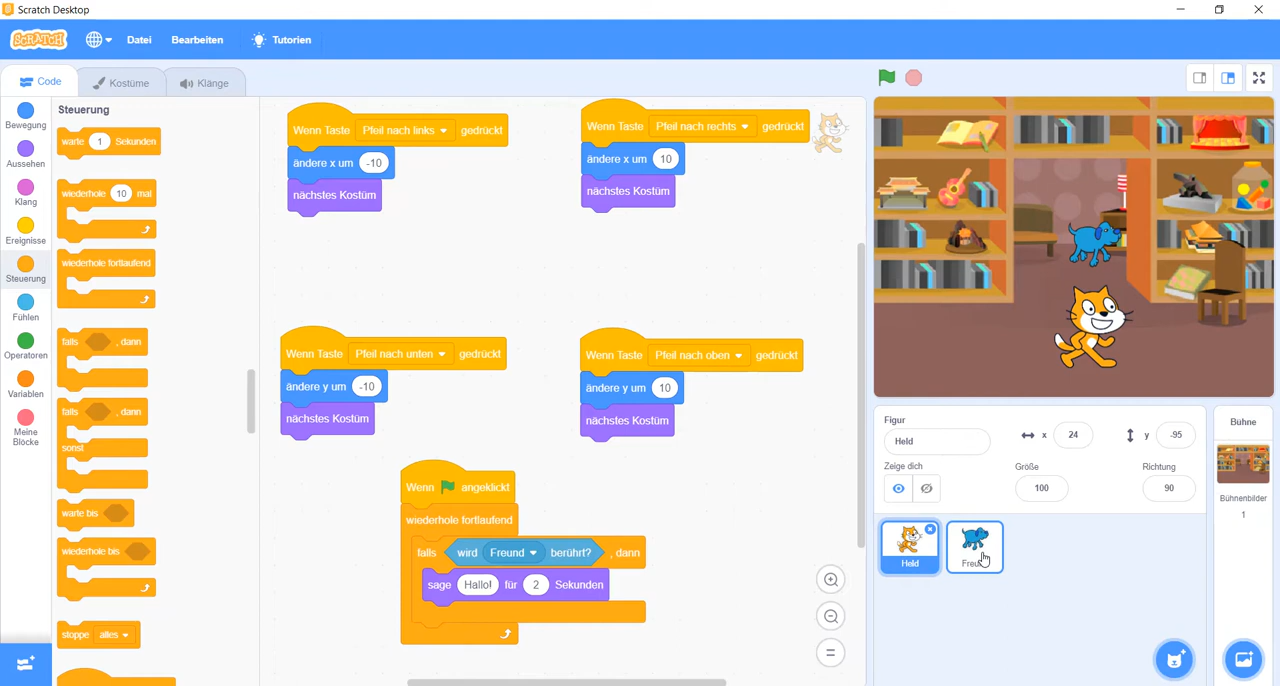 Scratch Desktop
SCRATCH Datei Bearbeiten Tutorien
Code Kostüme Klänge
Bewegung
Aussehen
Klang
Ereignisse
Steuerung
Fühlen
Operatoren
Variablen
Meine
Blöcke
Steuerung
warte 1 Sekunden
wiederhole 10 mal
wiederhole fortlaufend
falls , dann
falls , dann
sonst
warte bis
wiederhole bis
stoppe alles
Wenn Taste Pfeil nach links gedrückt
ändere x um -10
nächstes Kostüm
Wenn Taste Pfeil nach rechts gedrückt
ändere x um 10
nächstes Kostüm
Wenn Taste Pfeil nach unten gedrückt
ändere y um -10
nächstes Kostüm
Wenn Taste Pfeil nach oben gedrückt
ändere y um 10
nächstes Kostüm
Wenn angeklickt
wiederhole fortlaufend
falls wird Freund berührt? , dann
sage Hallo! für 2 Sekunden
Figur
Held x 24 y -95
Zeige dich Größe Richtung
100 90
Held
Bühne
Bühnenbilder
1